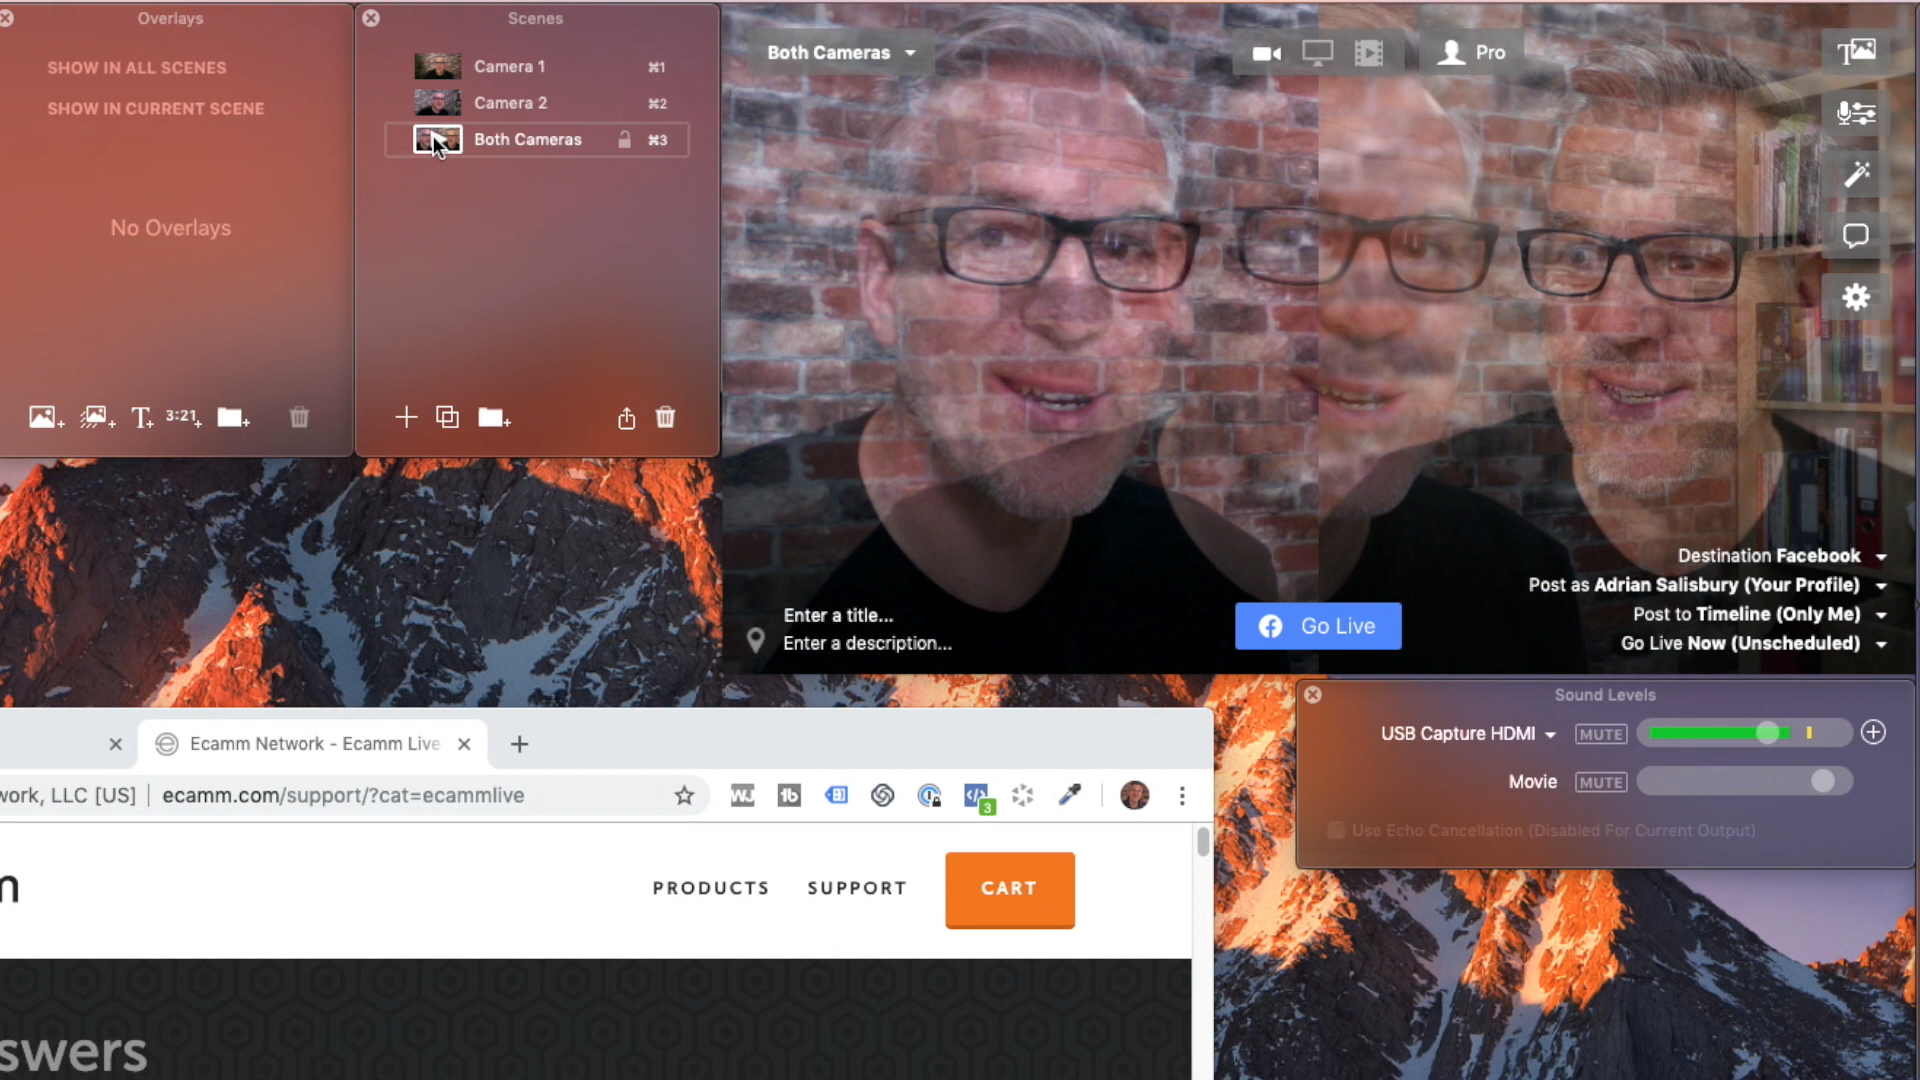 Overlays
SHOW IN ALL SCENES
SHOW IN CURRENT SCENE
No Overlays
3:21
Scenes
Camera 1 ⌘1
Camera 2 ⌘2
Both Cameras ⌘3
Both Cameras
Pro
Enter a title...
Enter a description...
Go Live
Destination Facebook
Post as Adrian Salisbury (Your Profile)
Post to Timeline (Only Me)
Go Live Now (Unscheduled)
Sound Levels
USB Capture HDMI MUTE
Movie MUTE
Use Echo Cancellation (Disabled For Current Output)
Ecamm Network - Ecamm Live
work, LLC [US] ecamm.com/support/?cat=ecammlive
3
PRODUCTS SUPPORT CART
swers